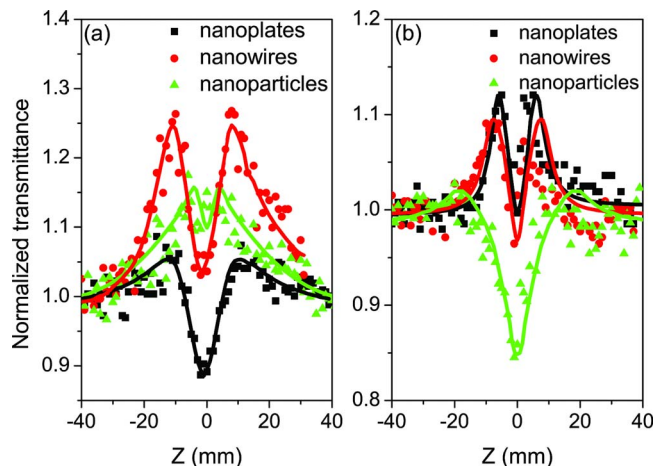 (a)
nanoplates
nanowires
nanoparticles
Normalized transmittance
1.4
1.3
1.2
1.1
1.0
0.9
-40 -20 0 20 40
Z (mm)
(b)
nanoplates
nanowires
nanoparticles
1.2
1.1
1.0
0.9
0.8
-40 -20 0 20 40
Z (mm)